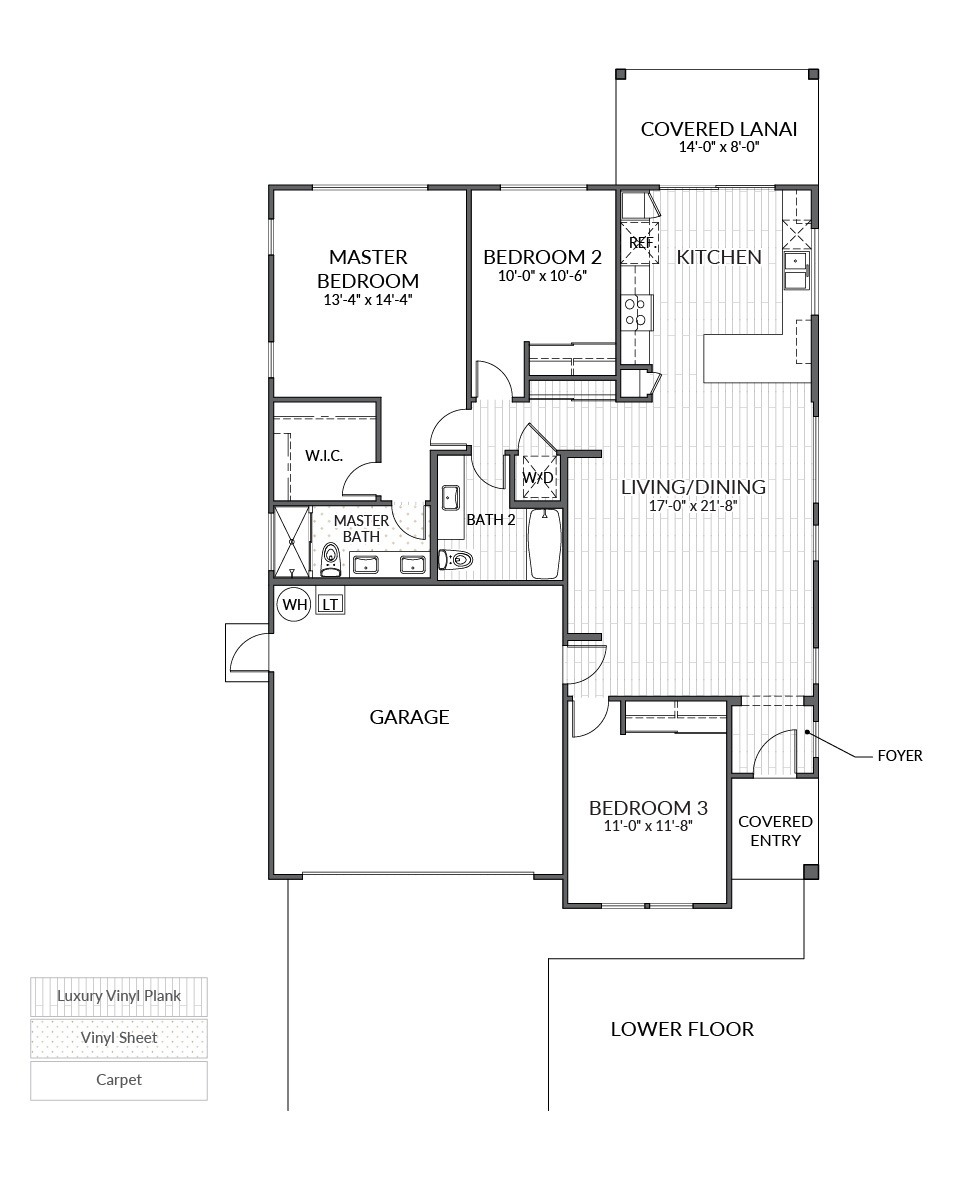 COVERED LANAI
14'-0" x 8'-0"
MASTER
BEDROOM
13'-4" x 14'-4"
BEDROOM 2
10'-0" x 10'-6"
REF.
KITCHEN
W.I.C.
W/D
LIVING/DINING
17'-0" x 21'-8"
MASTER
BATH
BATH 2
WH
LT
GARAGE
FOYER
BEDROOM 3
11'-0" x 11'-8"
COVERED
ENTRY
Luxury Vinyl Plank
Vinyl Sheet
Carpet
LOWER FLOOR